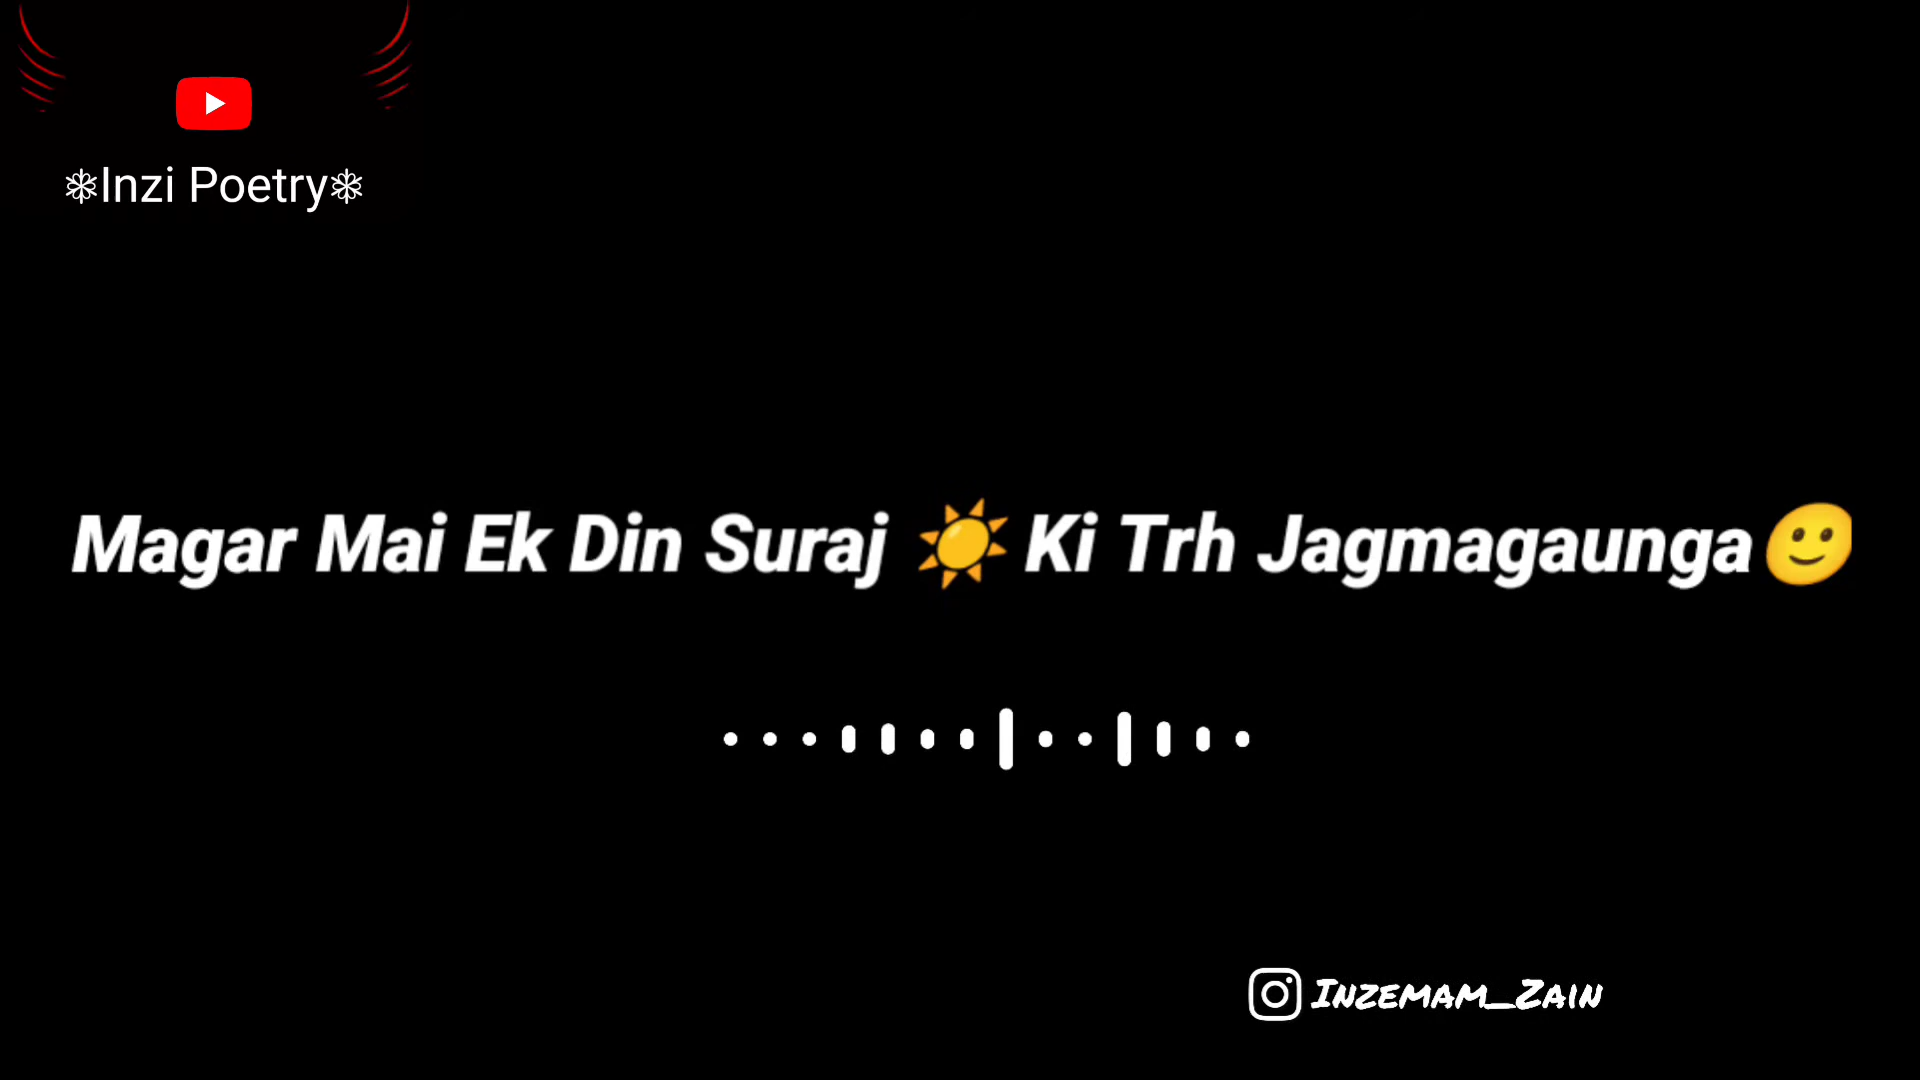 ❄Inzi Poetry❄
Magar Mai Ek Din Suraj ☀️ Ki Trh Jagmagaunga🙂
Inzemam_Zain